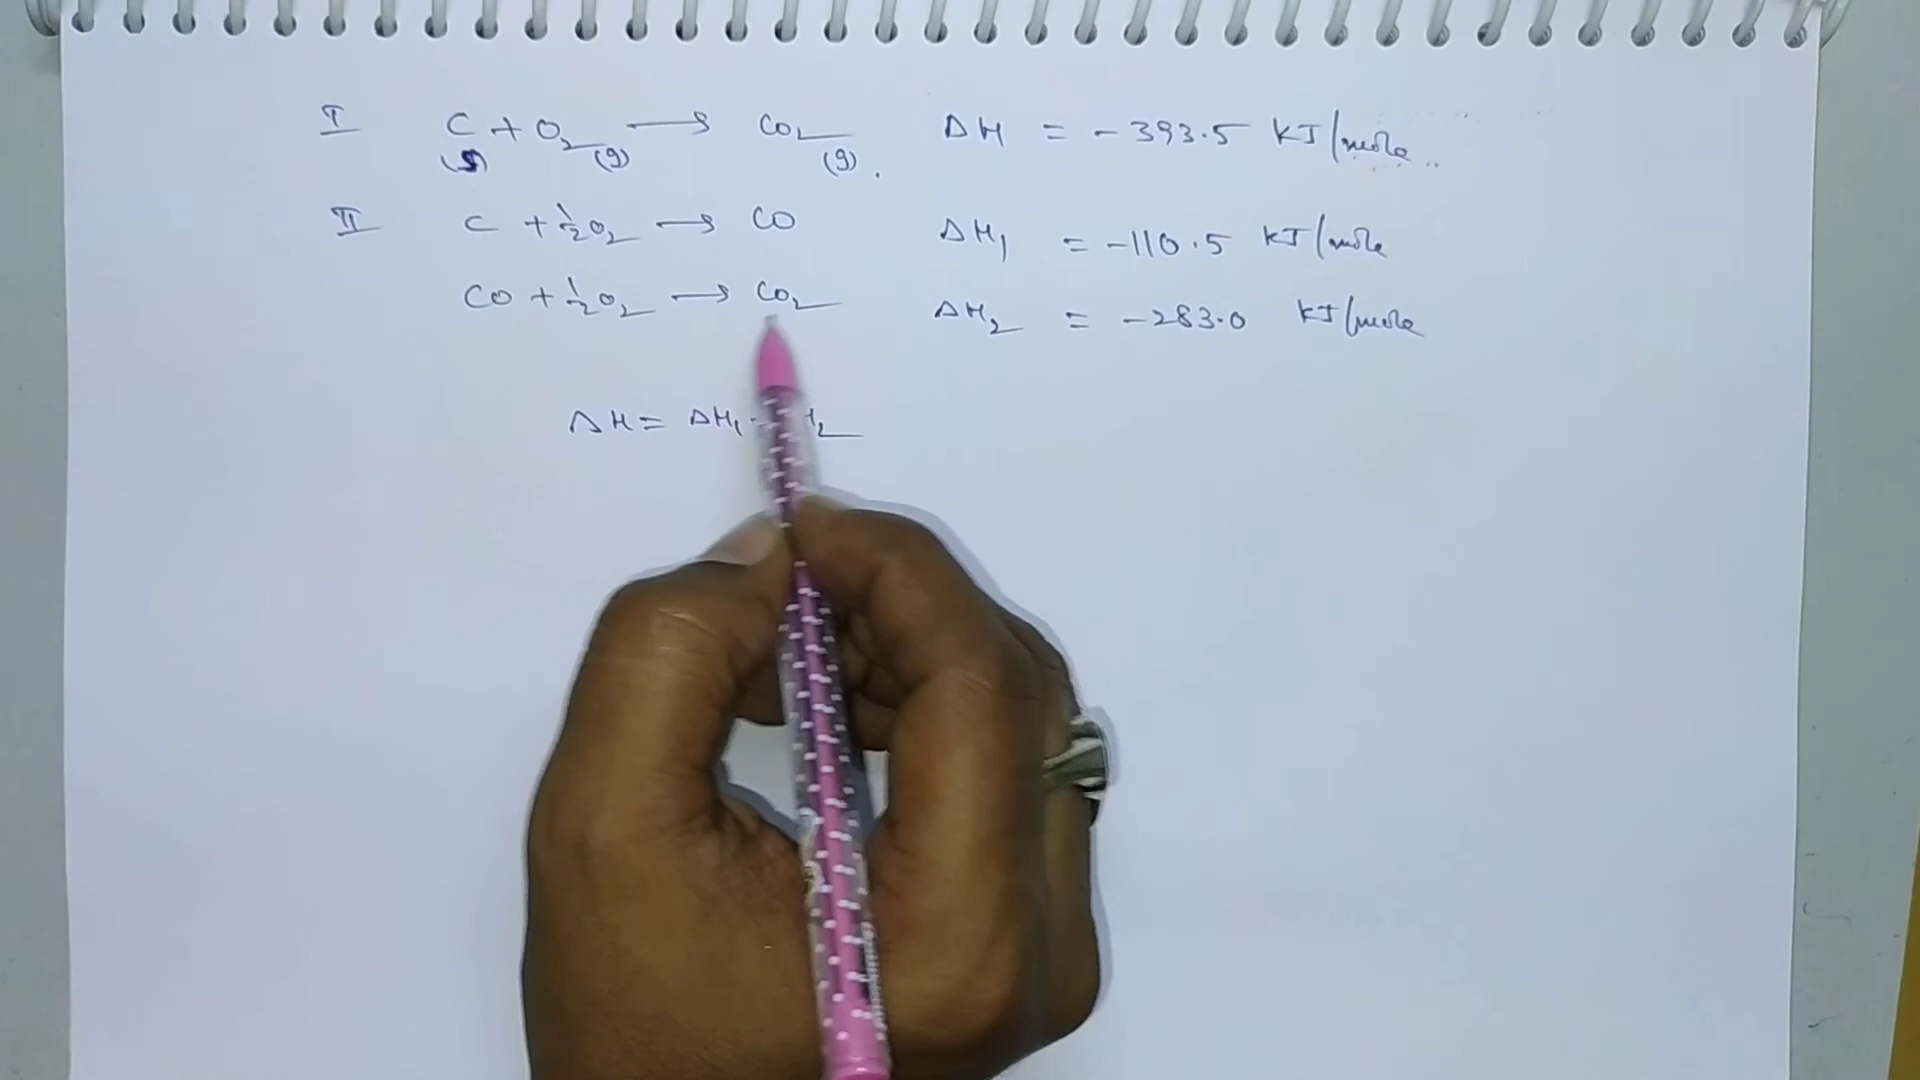 I C(s) + O₂(g) ⟶ CO₂(g). ΔH = -393.5 KJ/mole
II C + ½O₂ ⟶ CO ΔH₁ = -110.5 KJ/mole
CO + ½O₂ ⟶ CO₂ ΔH₂ = -283.0 KJ/mole
ΔH = ΔH₁ H₂